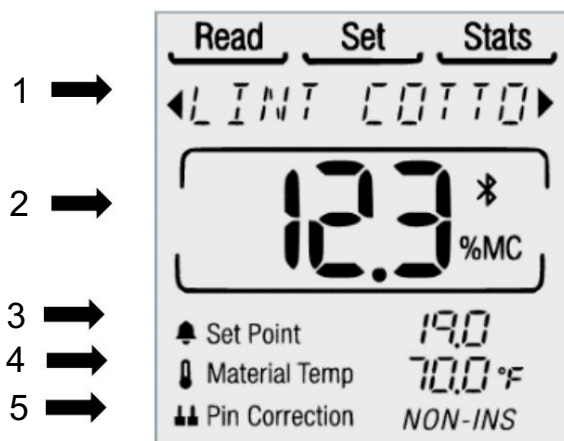 Read Set Stats
1 LINT COTTO
2 12.3 %MC
3 Set Point 19.0
4 Material Temp 70.0 °F
5 Pin Correction NON-INS